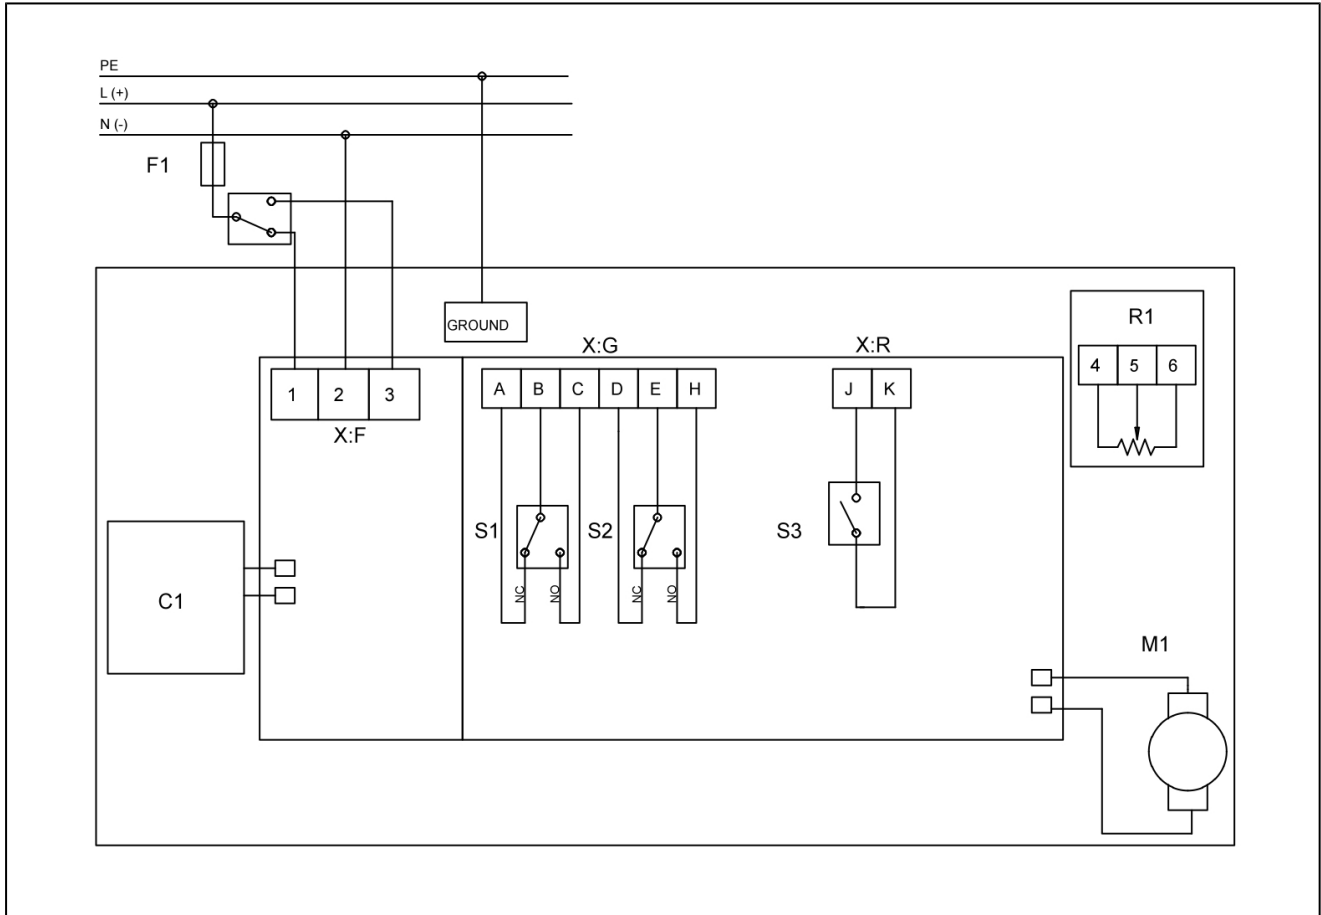 PE
L (+)
N (-)
F1
GROUND
X:G
X:R
R1
4 5 6
1 2 3
A B C D E H
J K
X:F
S1
S2
S3
NC
NO
NC
NO
C1
M1